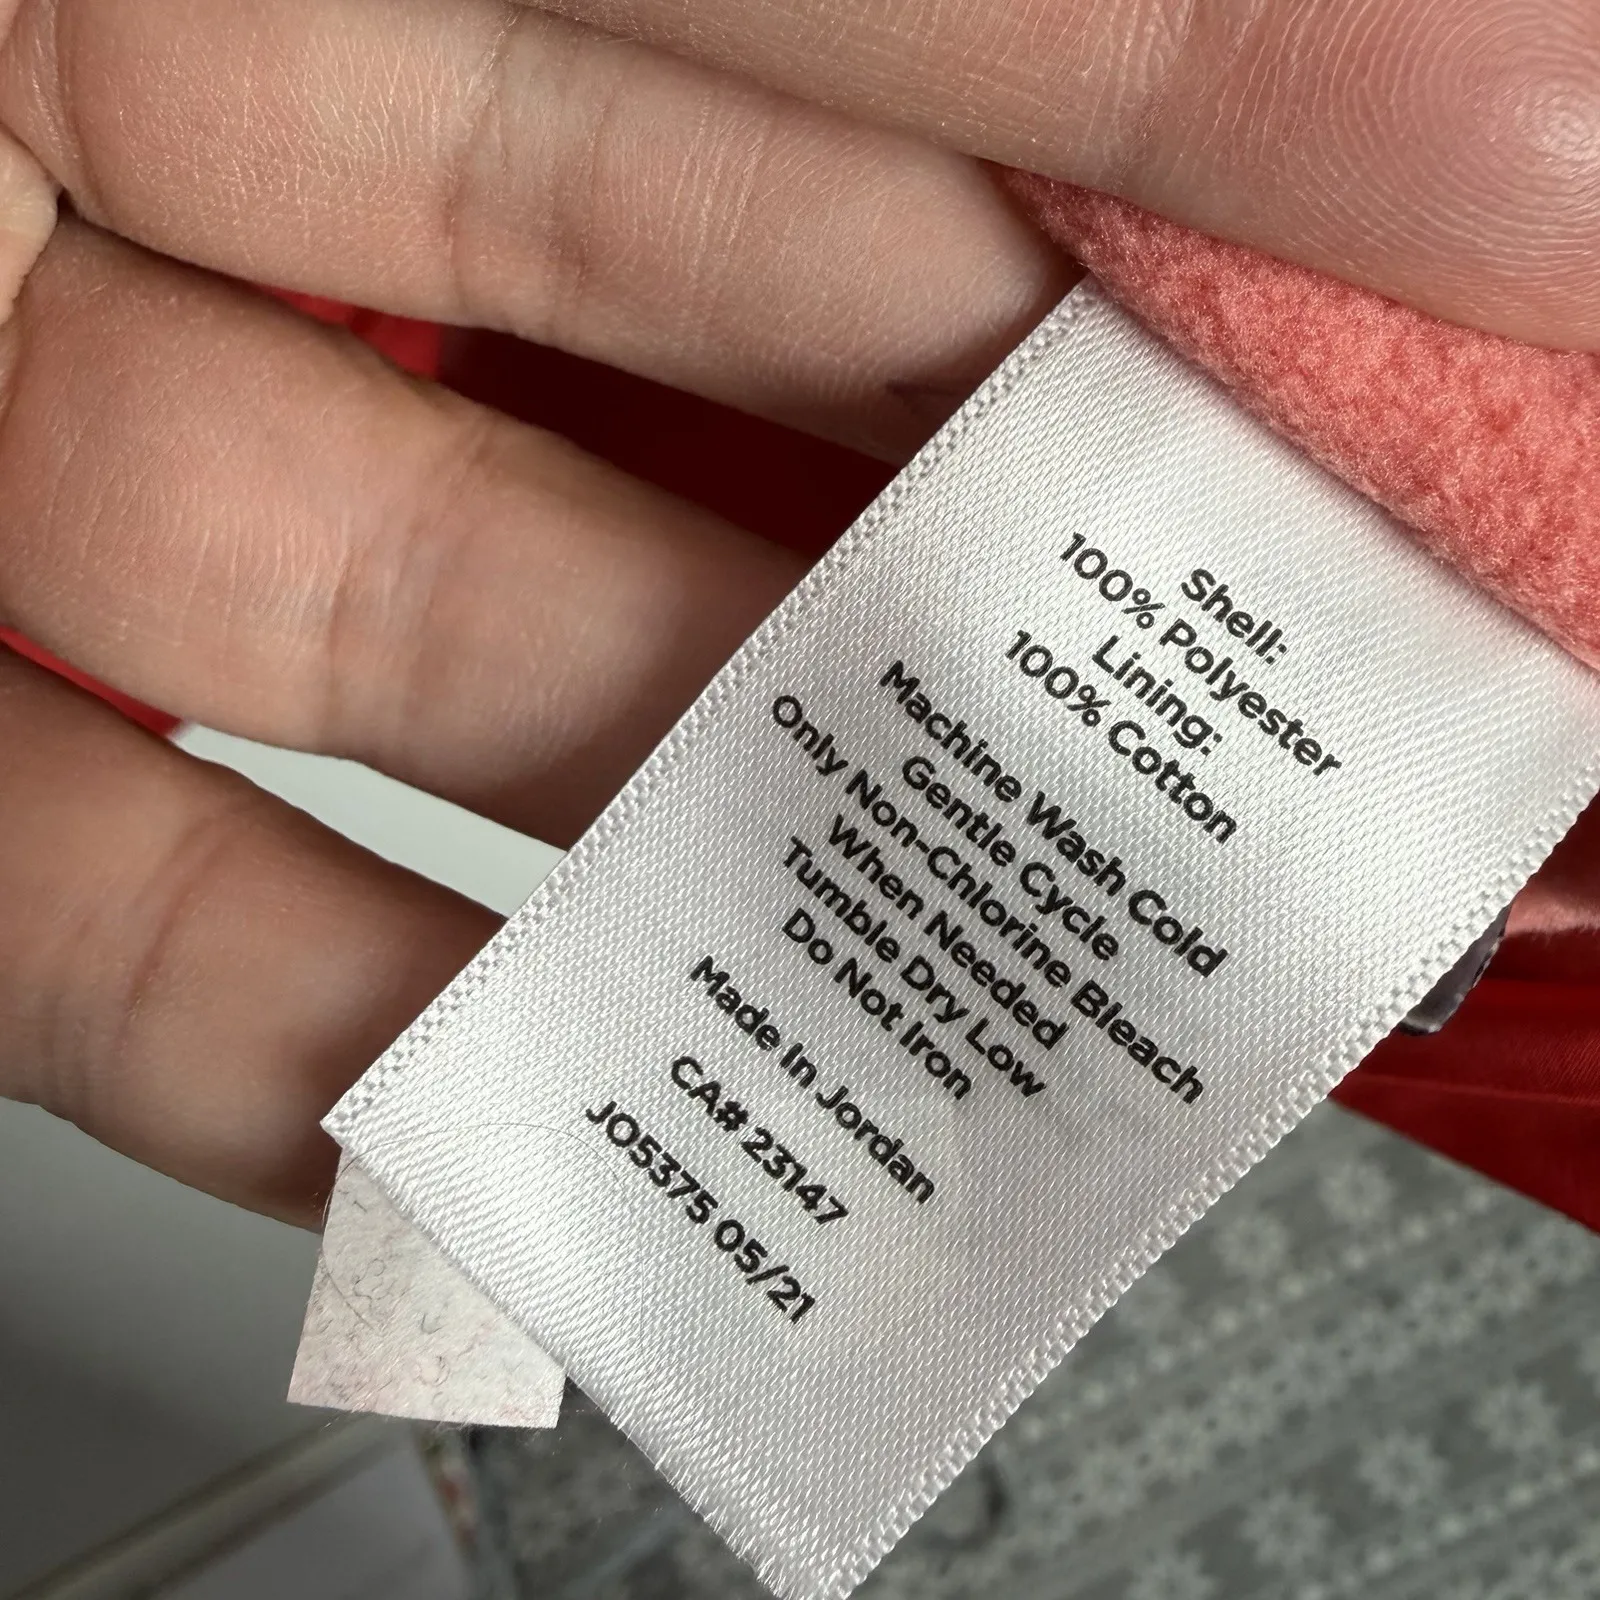 Shell:
100% Polyester
Lining:
100% Cotton
Machine Wash Cold
Gentle Cycle
Only Non-Chlorine Bleach
When Needed
Tumble Dry Low
Do Not Iron
Made In Jordan
CA# 23147
JO5375 05/21